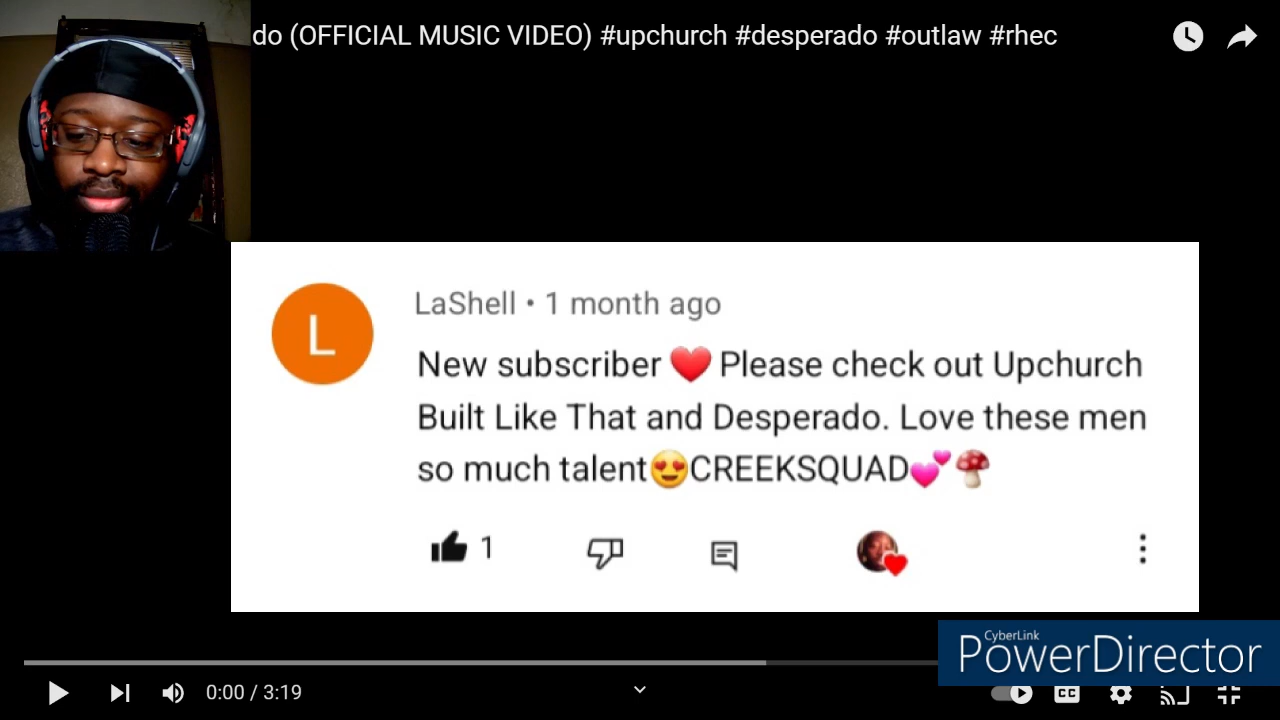 do (OFFICIAL MUSIC VIDEO) #upchurch #desperado #outlaw #rhec
L
LaShell • 1 month ago
New subscriber ❤️ Please check out Upchurch
Built Like That and Desperado. Love these men
so much talent😍CREEKSQUAD💕🍄
1
CyberLink
PowerDirector
0:00 / 3:19
CC